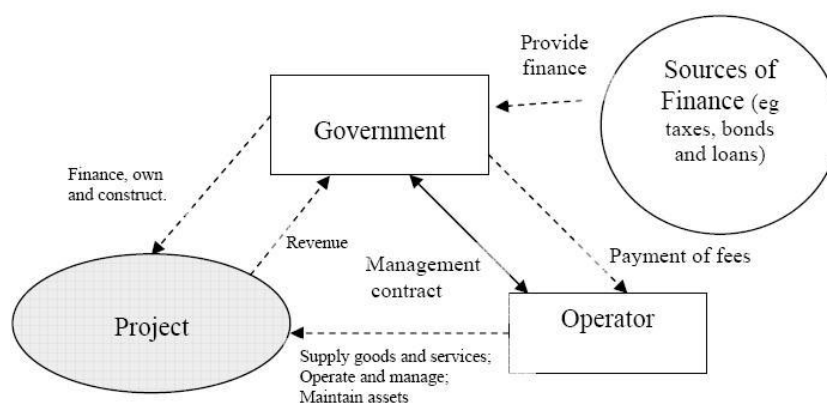 Provide
finance
Sources of
Finance (eg
taxes, bonds
and loans)
Government
Finance, own
and construct.
Revenue
Management
contract
Payment of fees
Project
Operator
Supply goods and services;
Operate and manage;
Maintain assets